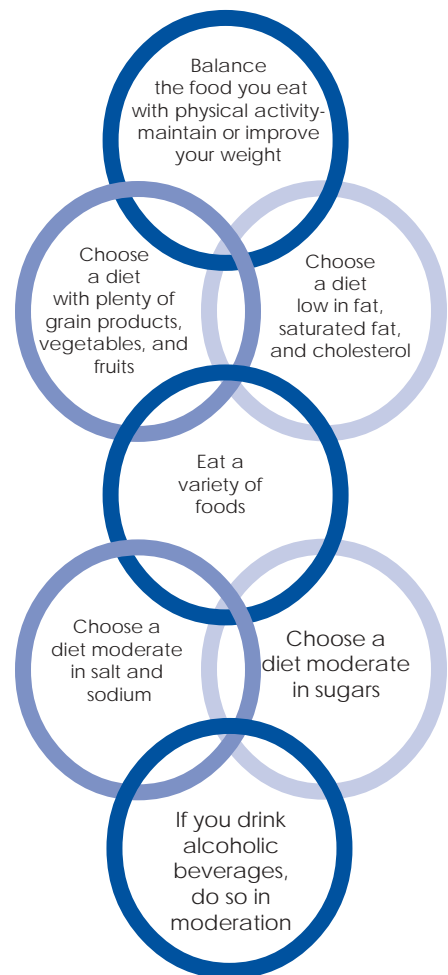 Balance
the food you eat
with physical activity-
maintain or improve
your weight
Choose
a diet
with plenty of
grain products,
vegetables, and
fruits
Choose
a diet
low in fat,
saturated fat,
and cholesterol
Eat a
variety of
foods
Choose a
diet moderate
in salt and
sodium
Choose a
diet moderate
in sugars
If you drink
alcoholic
beverages,
do so in
moderation